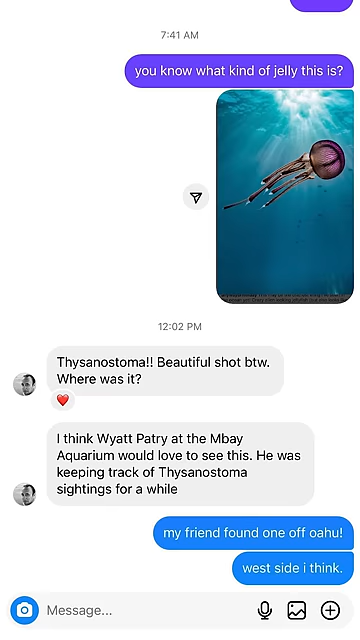 7:41 AM
you know what kind of jelly this is?
12:02 PM
Thysanostoma!! Beautiful shot btw.
Where was it?
I think Wyatt Patry at the Mbay
Aquarium would love to see this. He was
keeping track of Thysanostoma
sightings for a while
my friend found one off oahu!
west side i think.
Message...